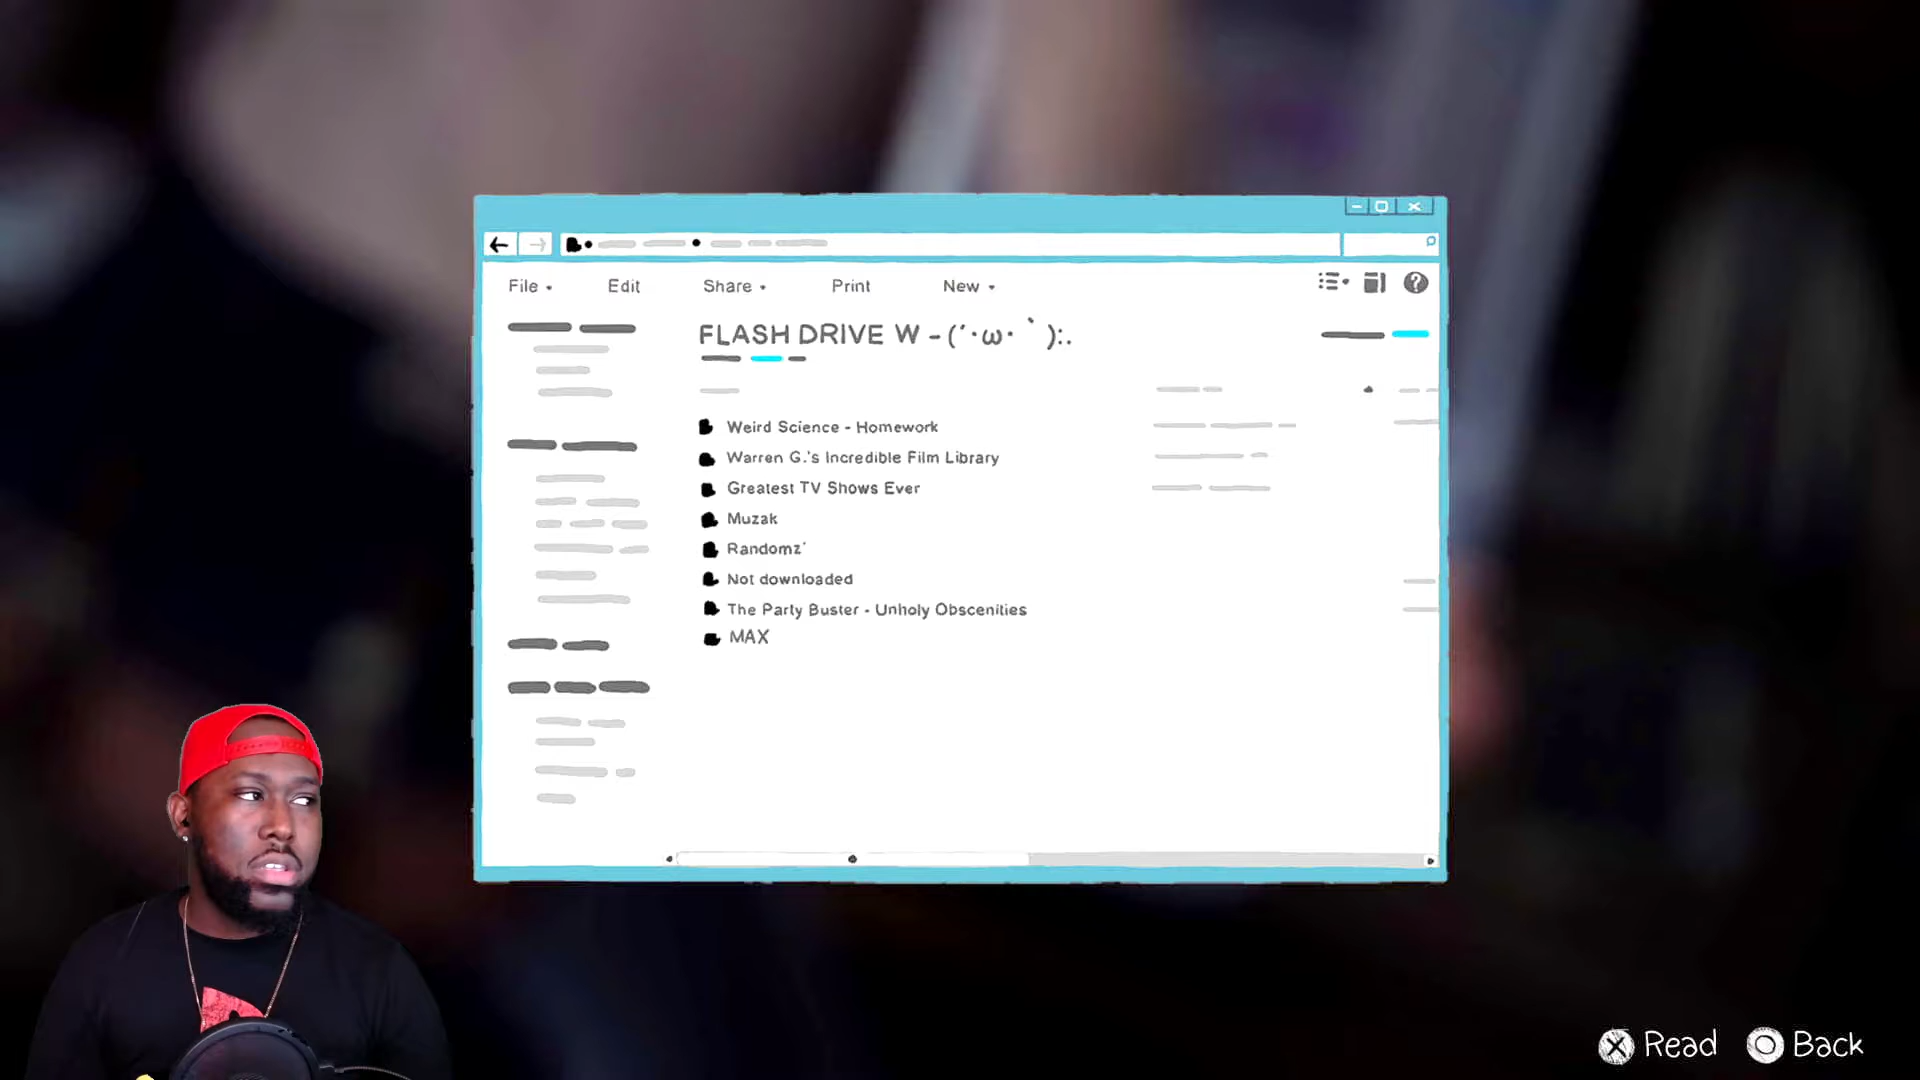 File Edit Share Print New
FLASH DRIVE W -(´･ω･`):.
Weird Science - Homework
Warren G.'s Incredible Film Library
Greatest TV Shows Ever
Muzak
Randomz'
Not downloaded
The Party Buster - Unholy Obscenities
MAX
Read Back